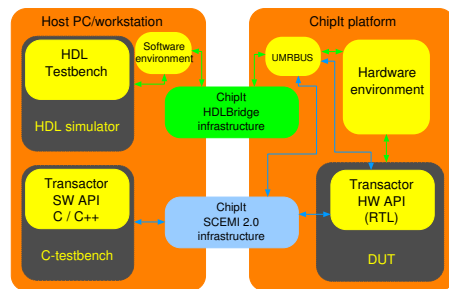 Host PC/workstation
ChipIt platform
HDL
Testbench
HDL simulator
Software
environment
UMRBUS
Hardware
environment
ChipIt
HDLBridge
infrastructure
Transactor
SW API
C / C++
C-testbench
ChipIt
SCEMI 2.0
infrastructure
Transactor
HW API
(RTL)
DUT